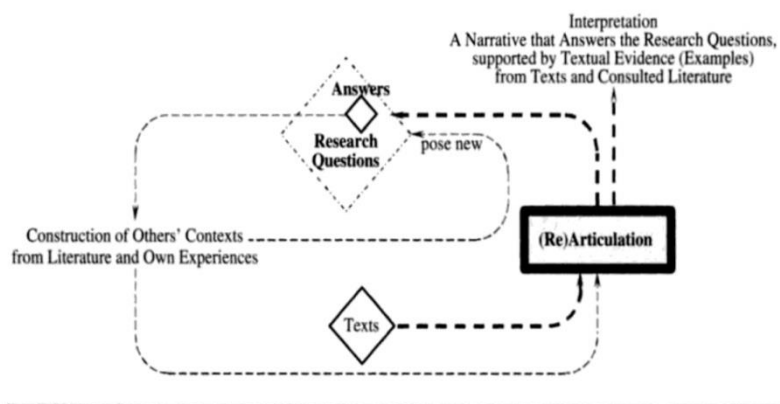 Interpretation
A Narrative that Answers the Research Questions,
supported by Textual Evidence (Examples)
from Texts and Consulted Literature
Answers
Research
Questions
pose new
Construction of Others' Contexts
from Literature and Own Experiences
(Re)Articulation
Texts